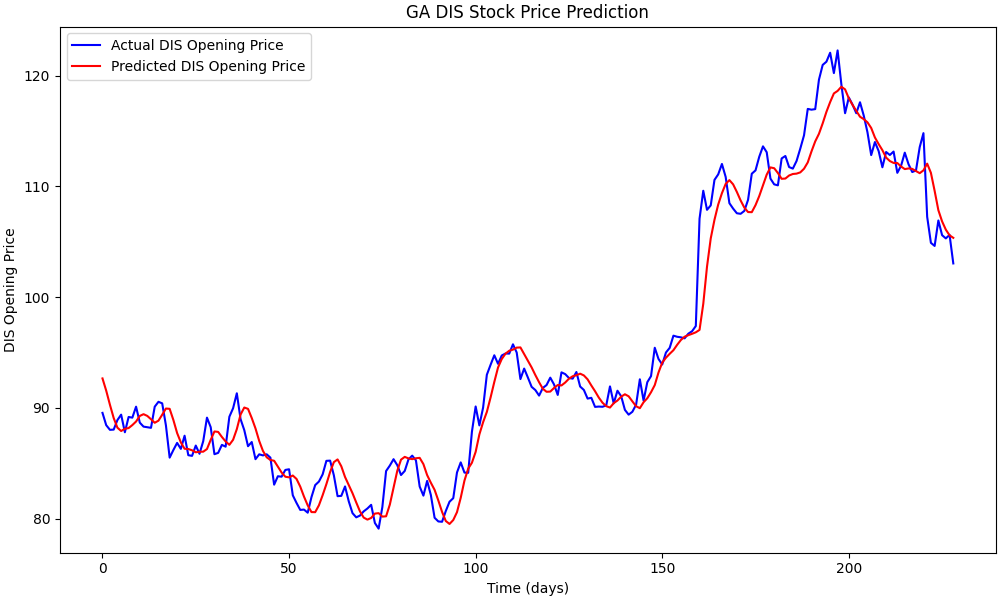 GA DIS Stock Price Prediction
Actual DIS Opening Price
Predicted DIS Opening Price
DIS Opening Price
120
110
100
90
80
0 50 100 150 200
Time (days)